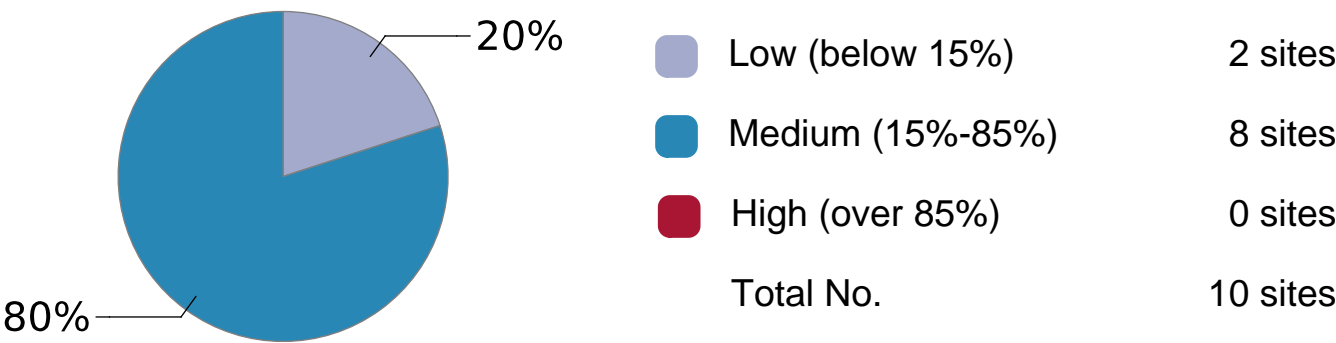 20%
80%
Low (below 15%) 2 sites
Medium (15%-85%) 8 sites
High (over 85%) 0 sites
Total No. 10 sites